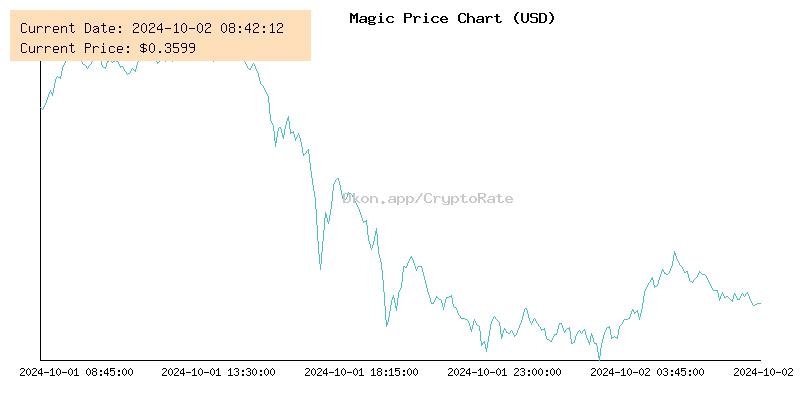 Magic Price Chart (USD)
Current Date: 2024-10-02 08:42:12
Current Price: $0.3599
Dkon.app/CryptoRate
2024-10-01 08:45:00 2024-10-01 13:30:00 2024-10-01 18:15:00 2024-10-01 23:00:00 2024-10-02 03:45:00 2024-10-02